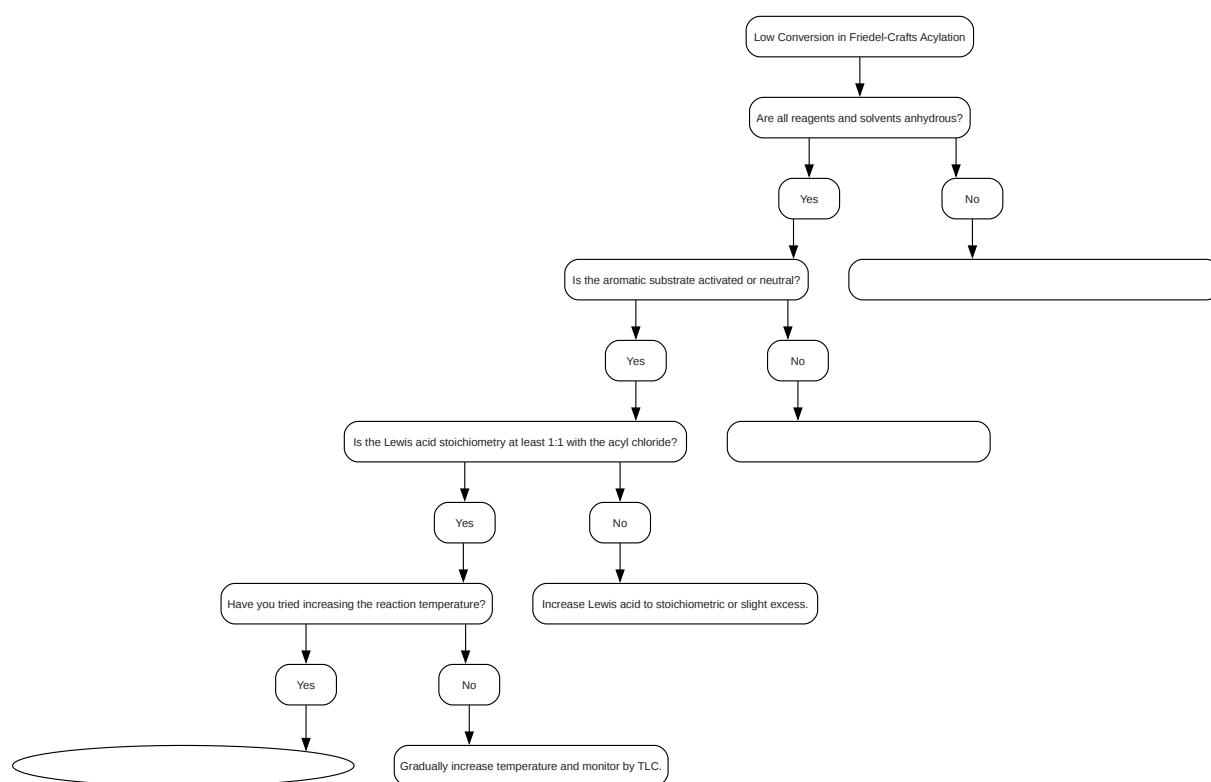 Low Conversion in Friedel-Crafts Acylation
Are all reagents and solvents anhydrous?
Yes
No
Is the aromatic substrate activated or neutral?
Yes
No
Is the Lewis acid stoichiometry at least 1:1 with the acyl chloride?
Yes
No
Have you tried increasing the reaction temperature?
Increase Lewis acid to stoichiometric or slight excess.
Yes
No
Gradually increase temperature and monitor by TLC.